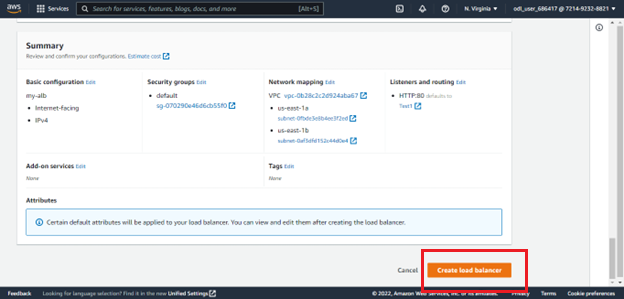 aws
Services
Search for services, features, blogs, docs, and more
[Alt+S]
N. Virginia
odl_user_686417 @ 7214-9232-8821
Summary
Review and confirm your configurations. Estimate cost
Basic configuration Edit
my-alb
Internet-facing
IPv4
Security groups Edit
default
sg-070290e46d6cb55f0
Network mapping Edit
VPC vpc-0b28c2c2d924aba67
us-east-1a
subnet-0fbde3e3b4ee3f2ed
us-east-1b
subnet-0af5dfd152c44d0e4
Listeners and routing Edit
HTTP:80 defaults to
Test1
Add-on services Edit
None
Tags Edit
None
Attributes
Certain default attributes will be applied to your load balancer. You can view and edit them after creating the load balancer.
Cancel
Create load balancer
Feedback
Looking for language selection? Find it in the new Unified Settings
© 2022, Amazon Web Services, Inc. or its affiliates.
Privacy
Terms
Cookie preferences